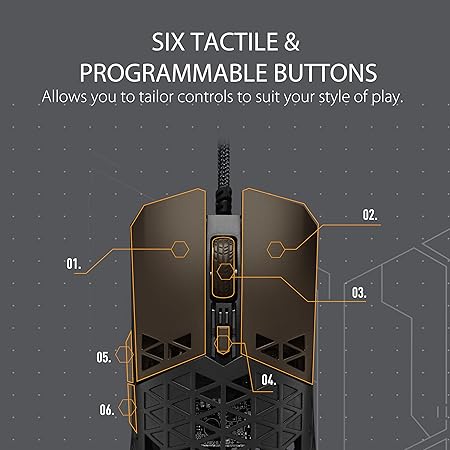 SIX TACTILE &
PROGRAMMABLE BUTTONS
Allows you to tailor controls to suit your style of play.
01.
02.
03.
04.
05.
06.